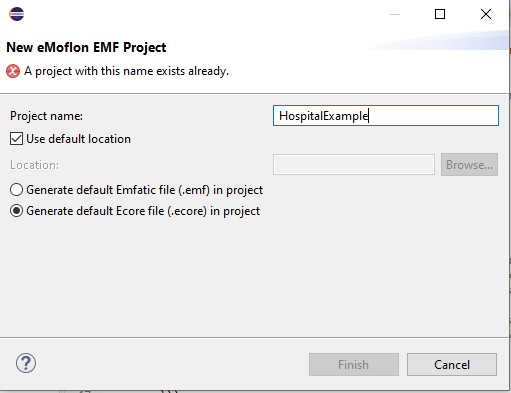 New eMoflon EMF Project
A project with this name exists already.
Project name: HospitalExample
Use default location
Location: Browse...
Generate default Emfatic file (.emf) in project
Generate default Ecore file (.ecore) in project
? Finish Cancel